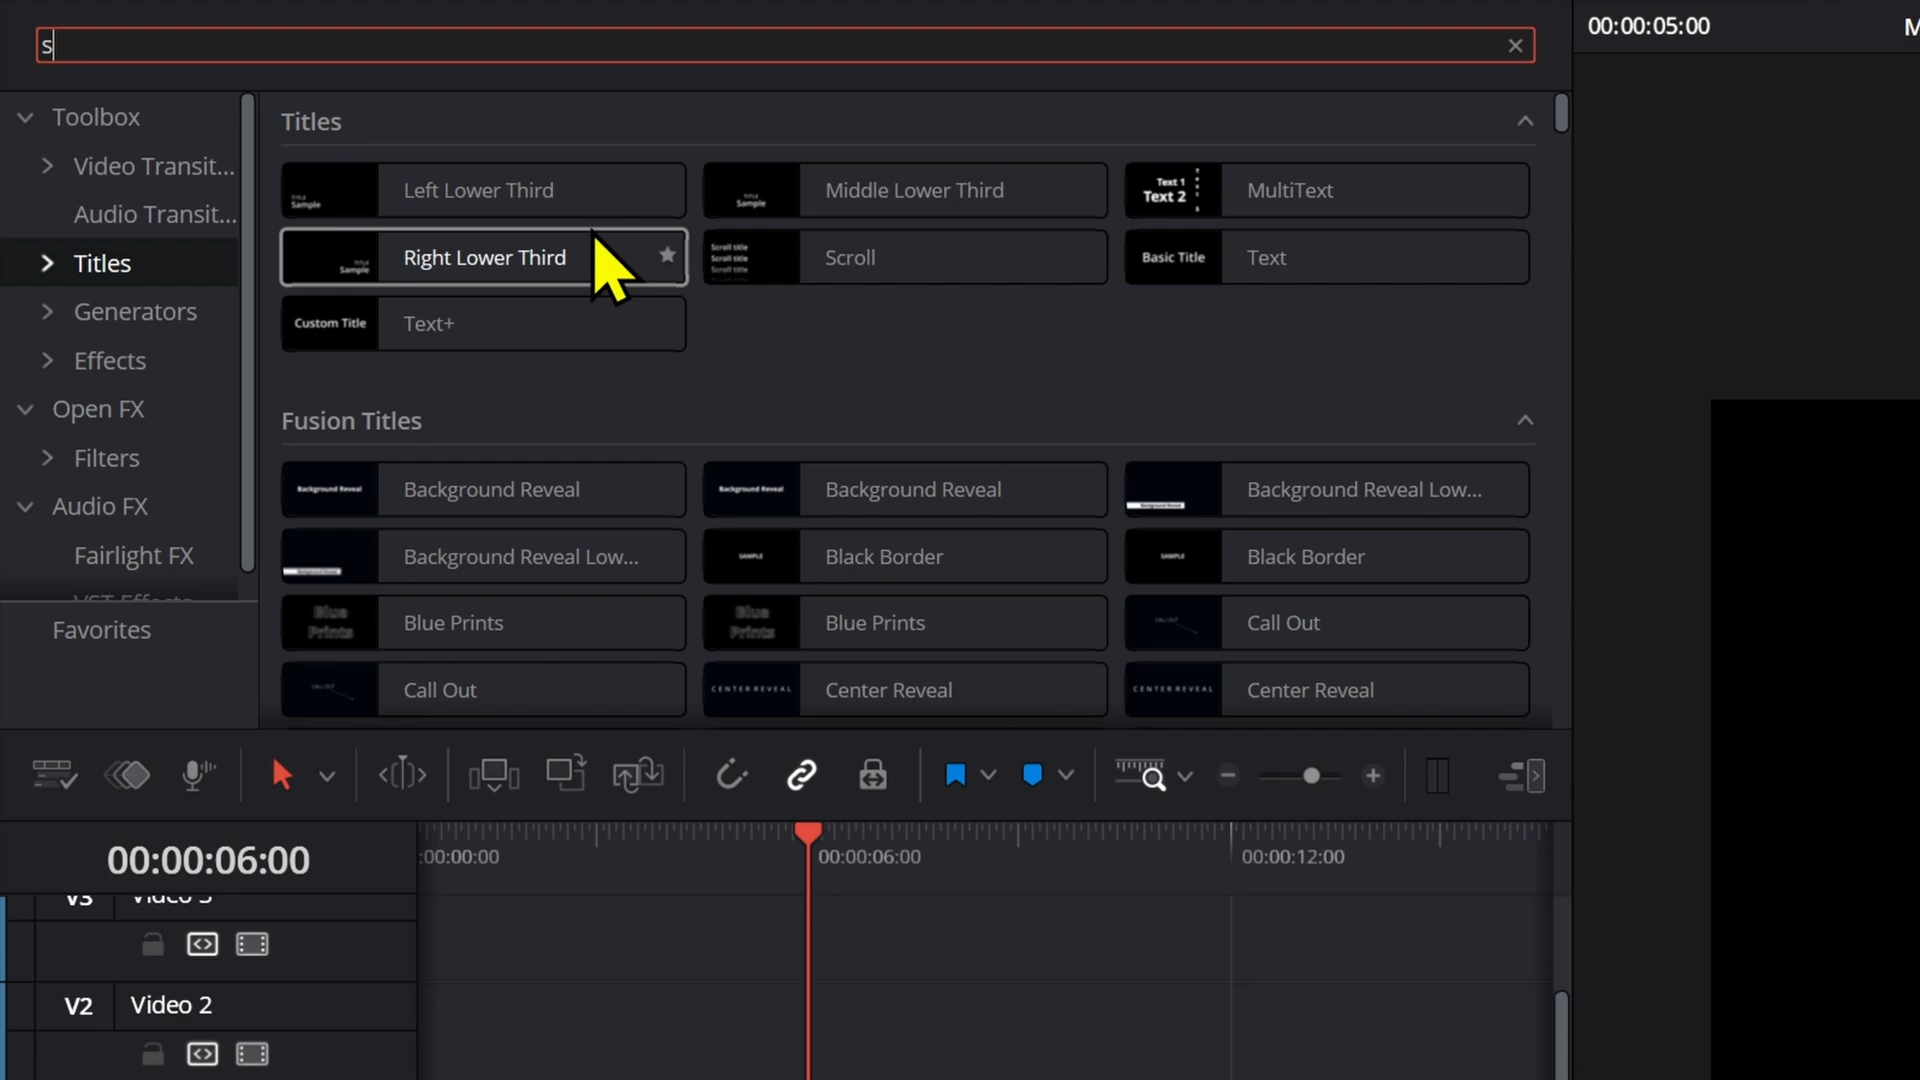 s
00:00:05:00
M
Toolbox
Video Transit...
Audio Transit...
Titles
Generators
Effects
Open FX
Filters
Audio FX
Fairlight FX
VST Effects
Favorites
Titles
TITLE
Sample
Left Lower Third
TITLE
Sample
Middle Lower Third
Text 1
Text 2
MultiText
TITLE
Sample
Right Lower Third
Scroll title
Scroll title
Scroll title
Scroll
Basic Title
Text
Custom Title
Text+
Fusion Titles
Background Reveal
Background Reveal
Background Reveal
Background Reveal
Background Reveal Low...
Background Reveal Low...
SAMPLE
Black Border
SAMPLE
Black Border
Blue
Prints
Blue Prints
Blue
Prints
Blue Prints
CALL OUT
Call Out
CALL OUT
Call Out
CENTER REVEAL
Center Reveal
CENTER REVEAL
Center Reveal
00:00:06:00
:00:00:00
00:00:06:00
00:00:12:00
V3
Video 3
V2
Video 2